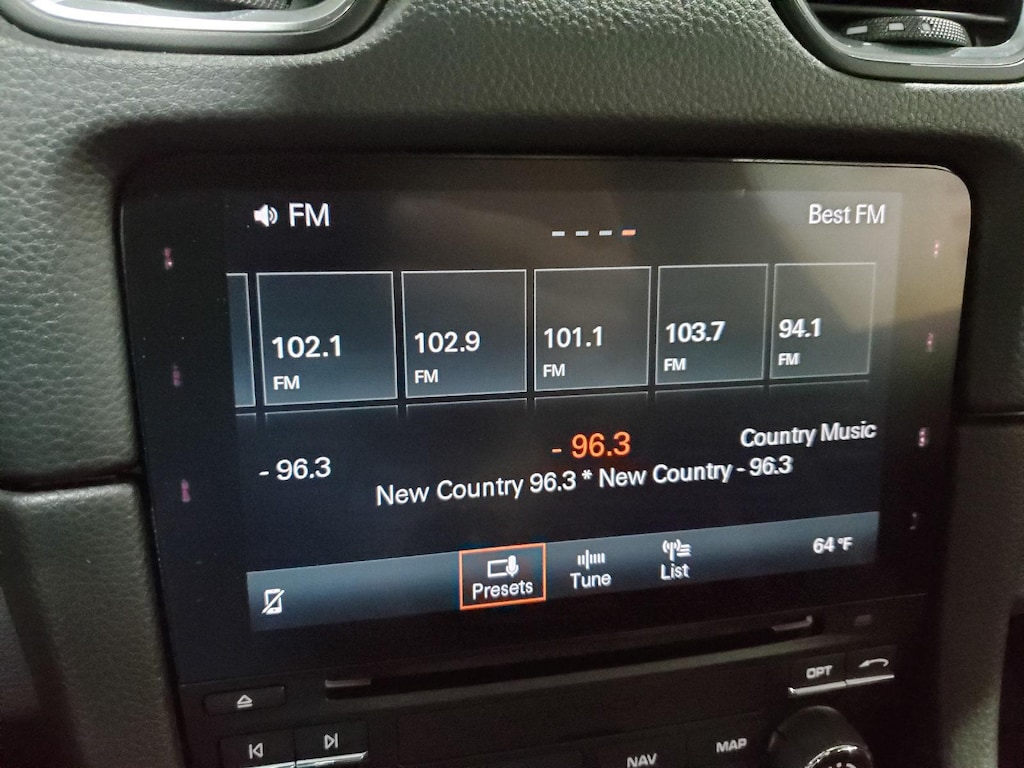 FM
Best FM
102.1
FM
102.9
FM
101.1
FM
103.7
FM
94.1
FM
- 96.3
- 96.3
Country Music
New Country 96.3 * New Country - 96.3
Presets
Tune
List
64 °F
OPT
NAV
MAP